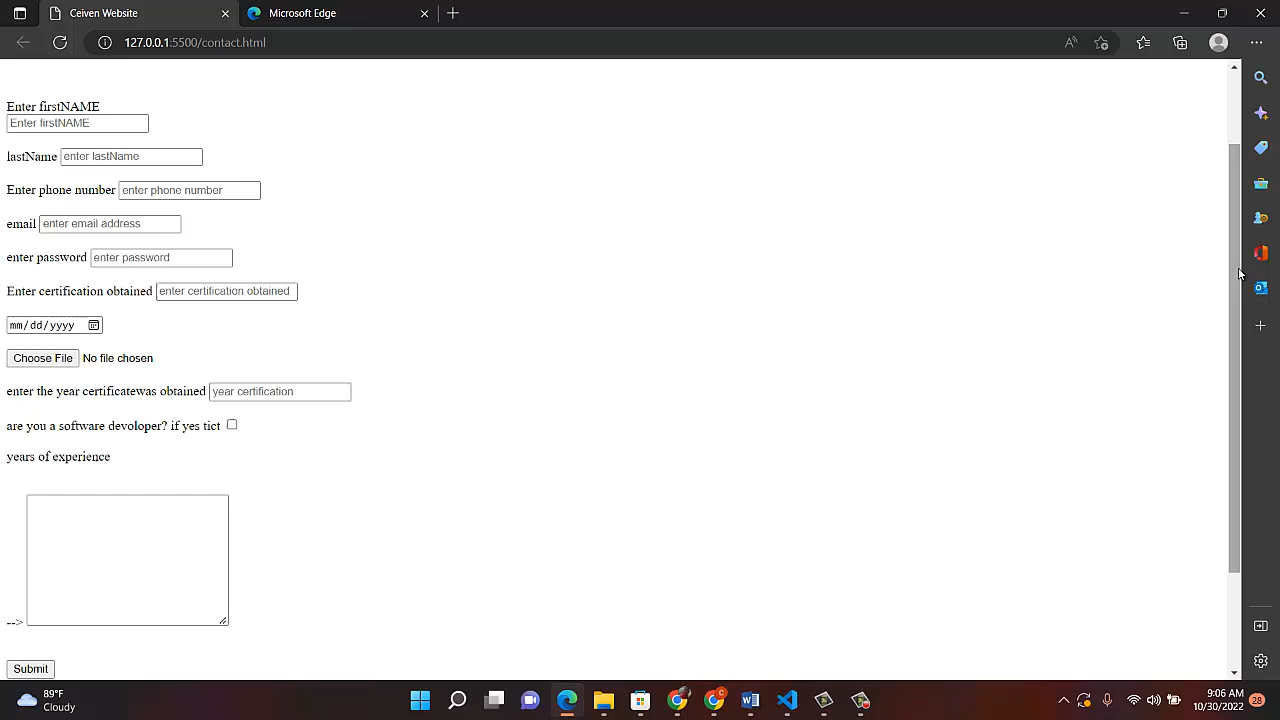 Ceiven Website
Microsoft Edge
127.0.0.1:5500/contact.html
Enter firstNAME
Enter firstNAME
lastName enter lastName
Enter phone number enter phone number
email enter email address
enter password enter password
Enter certification obtained enter certification obtained
mm/dd/yyyy
Choose File No file chosen
enter the year certificatewas obtained year certification
are you a software devoloper? if yes tict
years of experience
-->
Submit
89°F
Cloudy
9:06 AM
10/30/2022
28